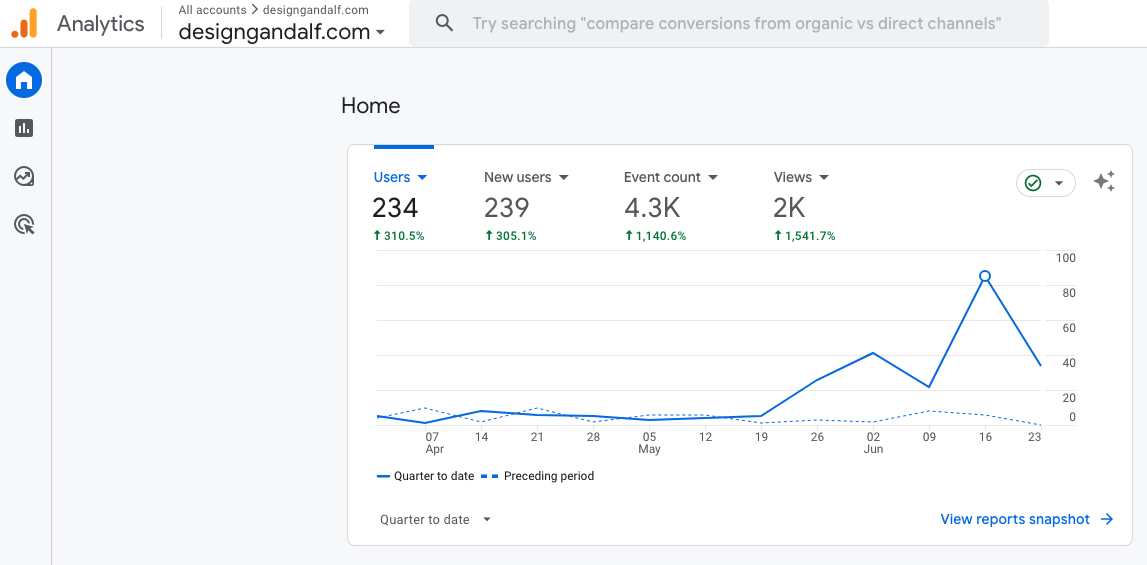 Analytics
All accounts > designgandalf.com
designgandalf.com
Try searching "compare conversions from organic vs direct channels"
Home
Users New users Event count Views
234 239 4.3K 2K
310.5% 305.1% 1,140.6% 1,541.7%
100
80
60
40
20
0
07 14 21 28 05 12 19 26 02 09 16 23
Apr May Jun
Quarter to date Preceding period
Quarter to date View reports snapshot